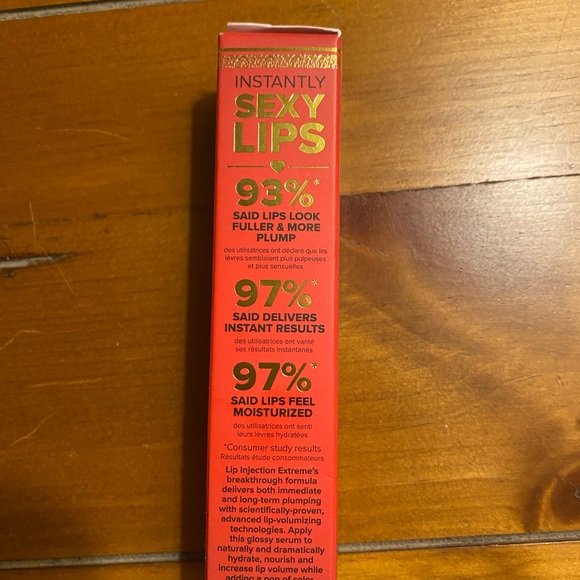 INSTANTLY
SEXY
LIPS
93%*
SAID LIPS LOOK
FULLER & MORE
PLUMP
des utilisatrices ont déclaré que les
lèvres semblaient plus pulpeuses
et plus sensuelles
97%*
SAID DELIVERS
INSTANT RESULTS
des utilisatrices ont vanté
ses résultats instantanés
97%*
SAID LIPS FEEL
MOISTURIZED
des utilisatrices ont senti
leurs lèvres hydratées
*Consumer study results
Résultats étude consommateurs
Lip Injection Extreme's
breakthrough formula
delivers both immediate
and long-term plumping
with scientifically-proven,
advanced lip-volumizing
technologies. Apply
this glossy serum to
naturally and dramatically
hydrate, nourish and
increase lip volume while
adding a pop of color